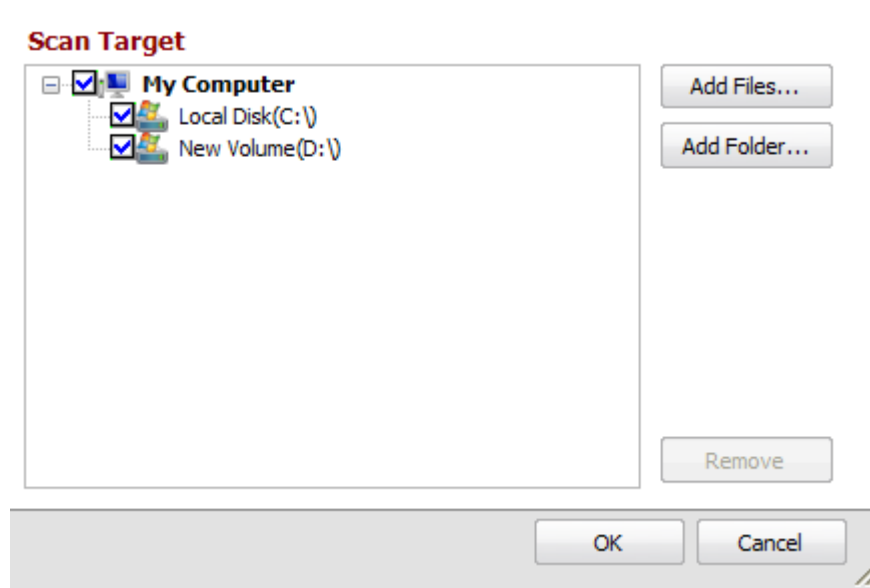 Scan Target
My Computer
Local Disk(C:\)
New Volume(D:\)
Add Files...
Add Folder...
Remove
OK
Cancel